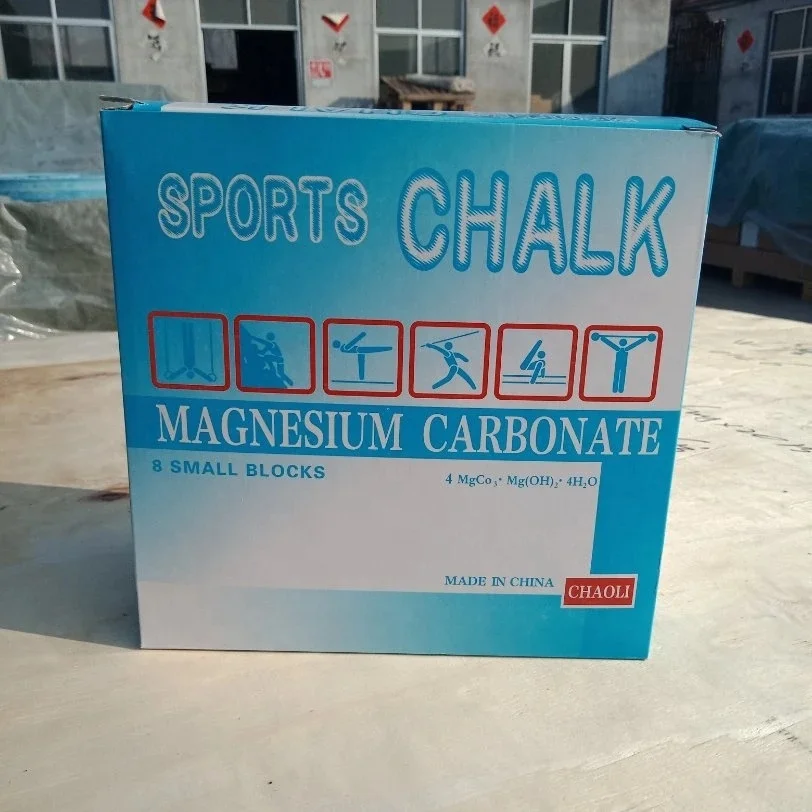 SPORTS CHALK
MAGNESIUM CARBONATE
8 SMALL BLOCKS
4 MgCo₃· Mg(OH)₂· 4H₂O
MADE IN CHINA
CHAOLI